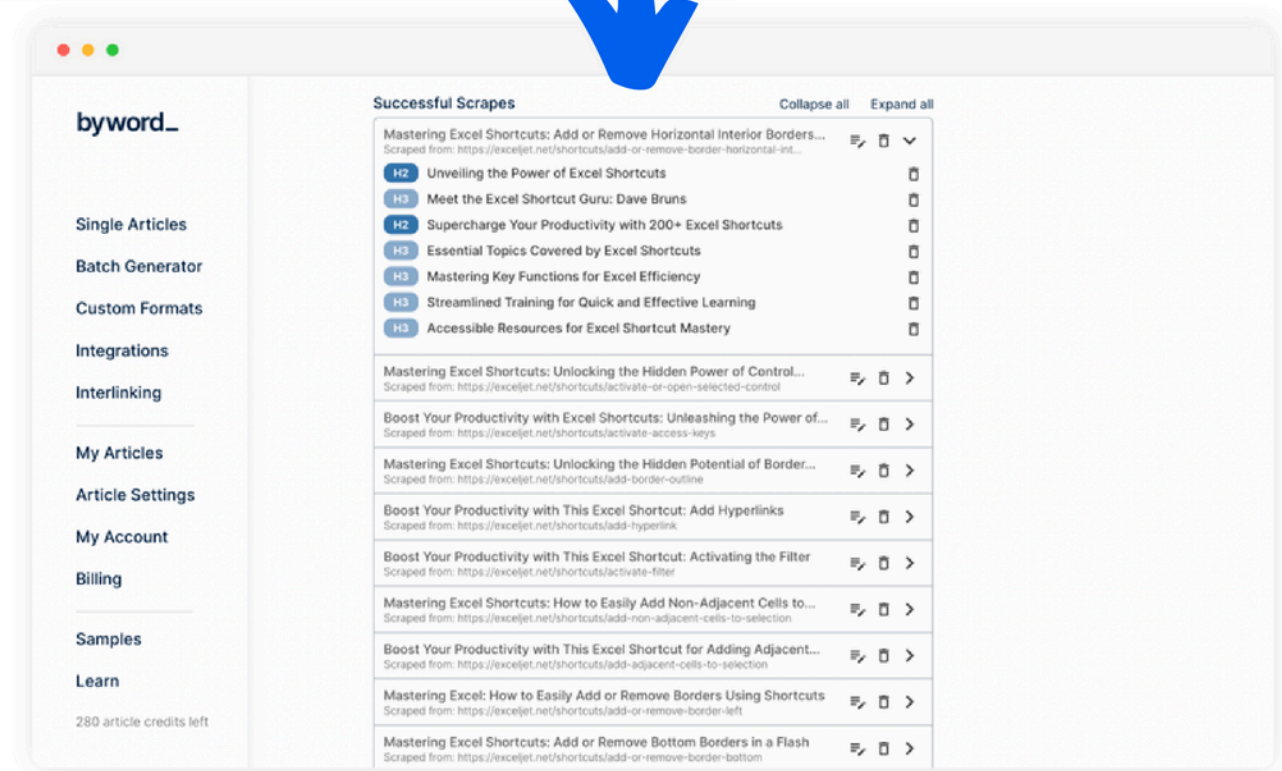 byword_
Single Articles
Batch Generator
Custom Formats
Integrations
Interlinking
My Articles
Article Settings
My Account
Billing
Samples
Learn
280 article credits left
Successful Scrapes
Collapse all
Expand all
Mastering Excel Shortcuts: Add or Remove Horizontal Interior Borders...
Scraped from: https://exceljet.net/shortcuts/add-or-remove-border-horizontal-int...
H2 Unveiling the Power of Excel Shortcuts
H3 Meet the Excel Shortcut Guru: Dave Bruns
H2 Supercharge Your Productivity with 200+ Excel Shortcuts
H3 Essential Topics Covered by Excel Shortcuts
H3 Mastering Key Functions for Excel Efficiency
H3 Streamlined Training for Quick and Effective Learning
H3 Accessible Resources for Excel Shortcut Mastery
Mastering Excel Shortcuts: Unlocking the Hidden Power of Control...
Scraped from: https://exceljet.net/shortcuts/activate-or-open-selected-control
Boost Your Productivity with Excel Shortcuts: Unleashing the Power of...
Scraped from: https://exceljet.net/shortcuts/activate-access-keys
Mastering Excel Shortcuts: Unlocking the Hidden Potential of Border...
Scraped from: https://exceljet.net/shortcuts/add-border-outline
Boost Your Productivity with This Excel Shortcut: Add Hyperlinks
Scraped from: https://exceljet.net/shortcuts/add-hyperlink
Boost Your Productivity with This Excel Shortcut: Activating the Filter
Scraped from: https://exceljet.net/shortcuts/activate-filter
Mastering Excel Shortcuts: How to Easily Add Non-Adjacent Cells to...
Scraped from: https://exceljet.net/shortcuts/add-non-adjacent-cells-to-selection
Boost Your Productivity with This Excel Shortcut for Adding Adjacent...
Scraped from: https://exceljet.net/shortcuts/add-adjacent-cells-to-selection
Mastering Excel: How to Easily Add or Remove Borders Using Shortcuts
Scraped from: https://exceljet.net/shortcuts/add-or-remove-border-left
Mastering Excel Shortcuts: Add or Remove Bottom Borders in a Flash
Scraped from: https://exceljet.net/shortcuts/add-or-remove-border-bottom